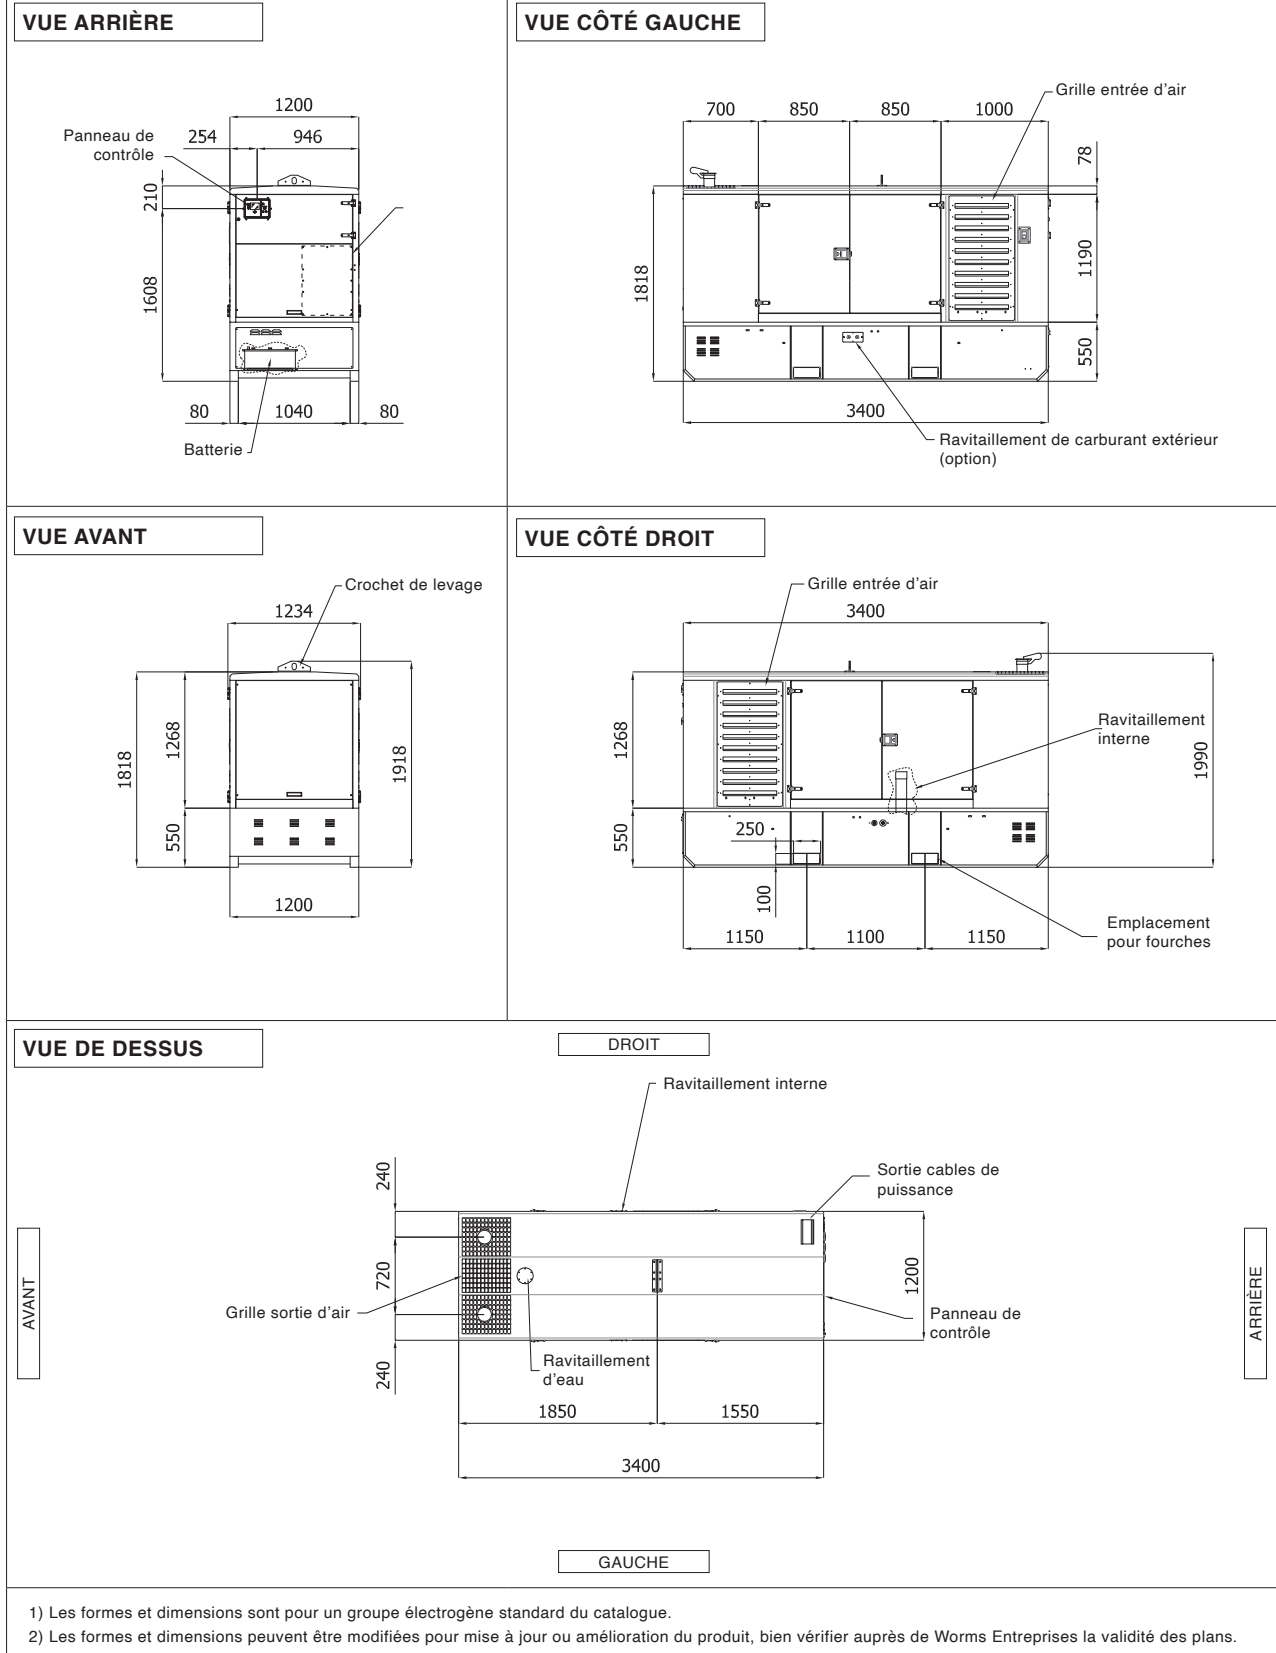 VUE ARRIÈRE
1200
254
946
Panneau de
contrôle
210
1608
80
1040
80
Batterie
VUE CÔTÉ GAUCHE
Grille entrée d'air
700
850
850
1000
78
1818
1190
550
3400
Ravitaillement de carburant extérieur
(option)
VUE AVANT
Crochet de levage
1234
1818
1268
550
1918
1200
VUE CÔTÉ DROIT
Grille entrée d'air
3400
1268
550
Ravitaillement
interne
1990
250
100
1150
1100
1150
Emplacement
pour fourches
VUE DE DESSUS
DROIT
Ravitaillement interne
240
Sortie cables de
puissance
720
1200
AVANT
ARRIÈRE
Grille sortie d'air
Panneau de
contrôle
240
Ravitaillement
d'eau
1850
1550
3400
GAUCHE
1) Les formes et dimensions sont pour un groupe électrogène standard du catalogue.
2) Les formes et dimensions peuvent être modifiées pour mise à jour ou amélioration du produit, bien vérifier auprès de Worms Entreprises la validité des plans.